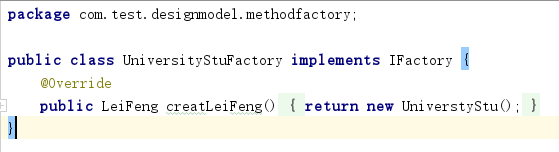 package com.test.designmodel.methodfactory;
public class UniversityStuFactory implements IFactory {
@Override
public LeiFeng creatLeiFeng() { return new UniverstyStu(); }
}